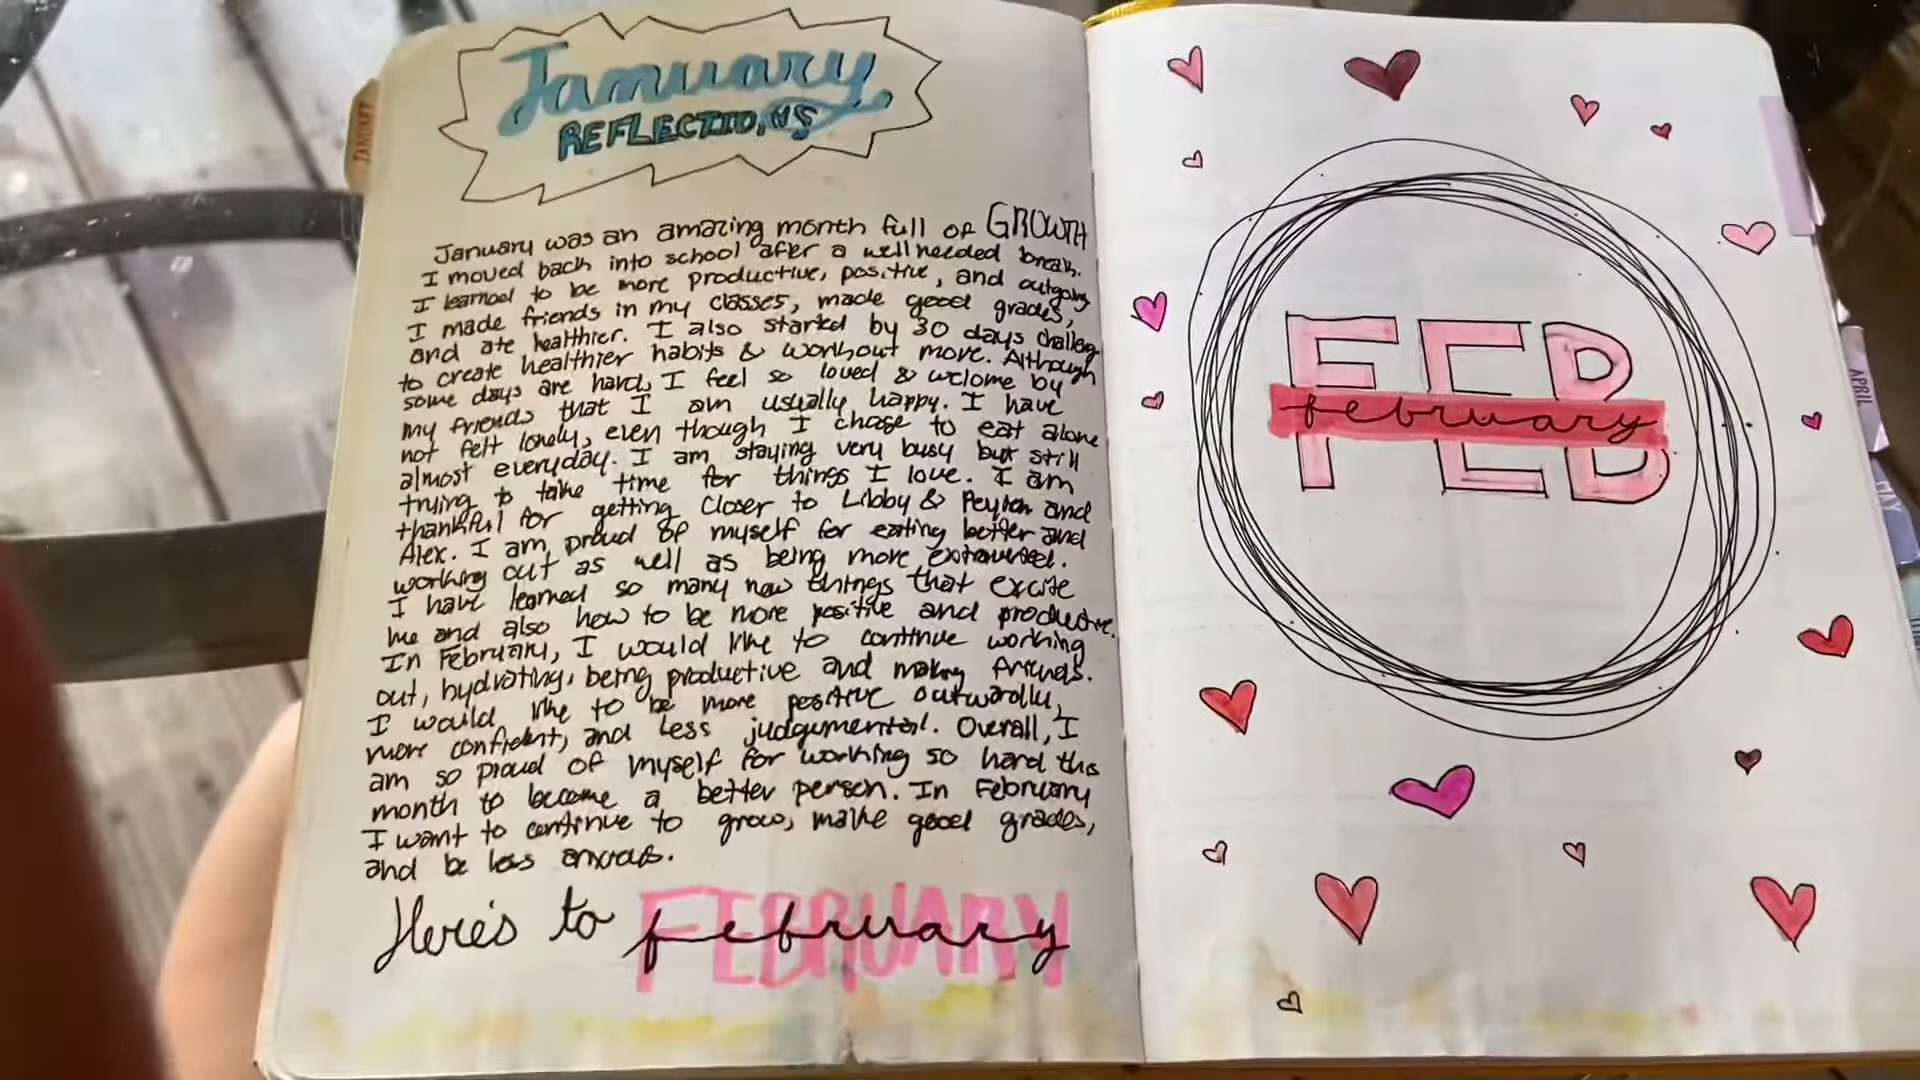 January
REFLECTIONS
January was an amazing month full of GROWTH
I moved back into school after a well needed break.
I learned to be more productive, positive, and outgoing
I made friends in my classes, made good grades,
and ate healthier. I also started by 30 days challeng
to create healthier habits & workout more. Although
some days are hard, I feel so loved & welcome by
my friends that I am usually happy. I have
not felt lonely, even though I chose to eat alone
almost everyday. I am staying very busy but still
trying to take time for things I love. I am
thankful for getting closer to Libby & Peyton and
Alex. I am proud of myself for eating better and
working out as well as being more extroverted.
I have learned so many new things that excite
me and also how to be more positive and productive.
In February, I would like to continue working
out, hydrating, being productive and making friends.
I would like to be more positive outwardly,
more confident, and less judgemental. Overall, I
am so proud of myself for working so hard this
month to become a better person. In February
I want to continue to grow, make good grades,
and be less anxious.
Here's to february
FEBRUARY
FEB
february
JANUARY
APRIL
MAY